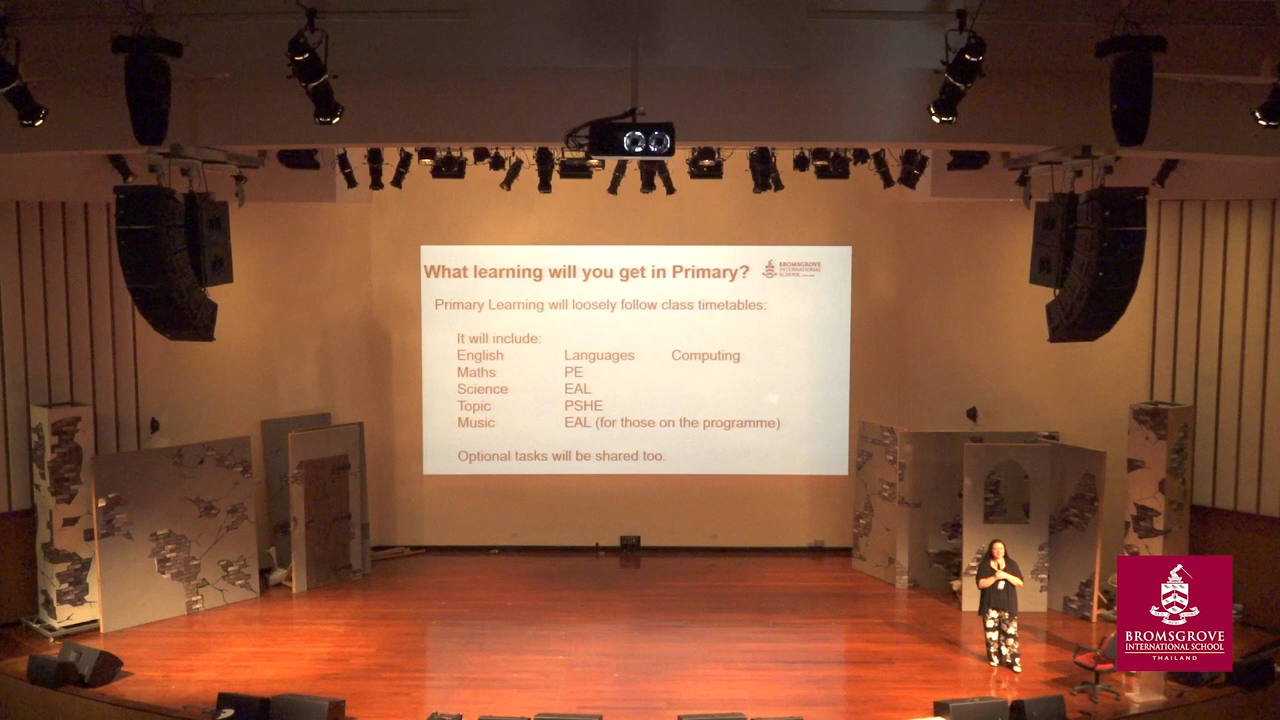 What learning will you get in Primary?
BROMSGROVE
INTERNATIONAL
SCHOOL
Primary Learning will loosely follow class timetables:
It will include:
English Languages Computing
Maths PE
Science EAL
Topic PSHE
Music EAL (for those on the programme)
Optional tasks will be shared too.
BROMSGROVE
INTERNATIONAL SCHOOL
THAILAND